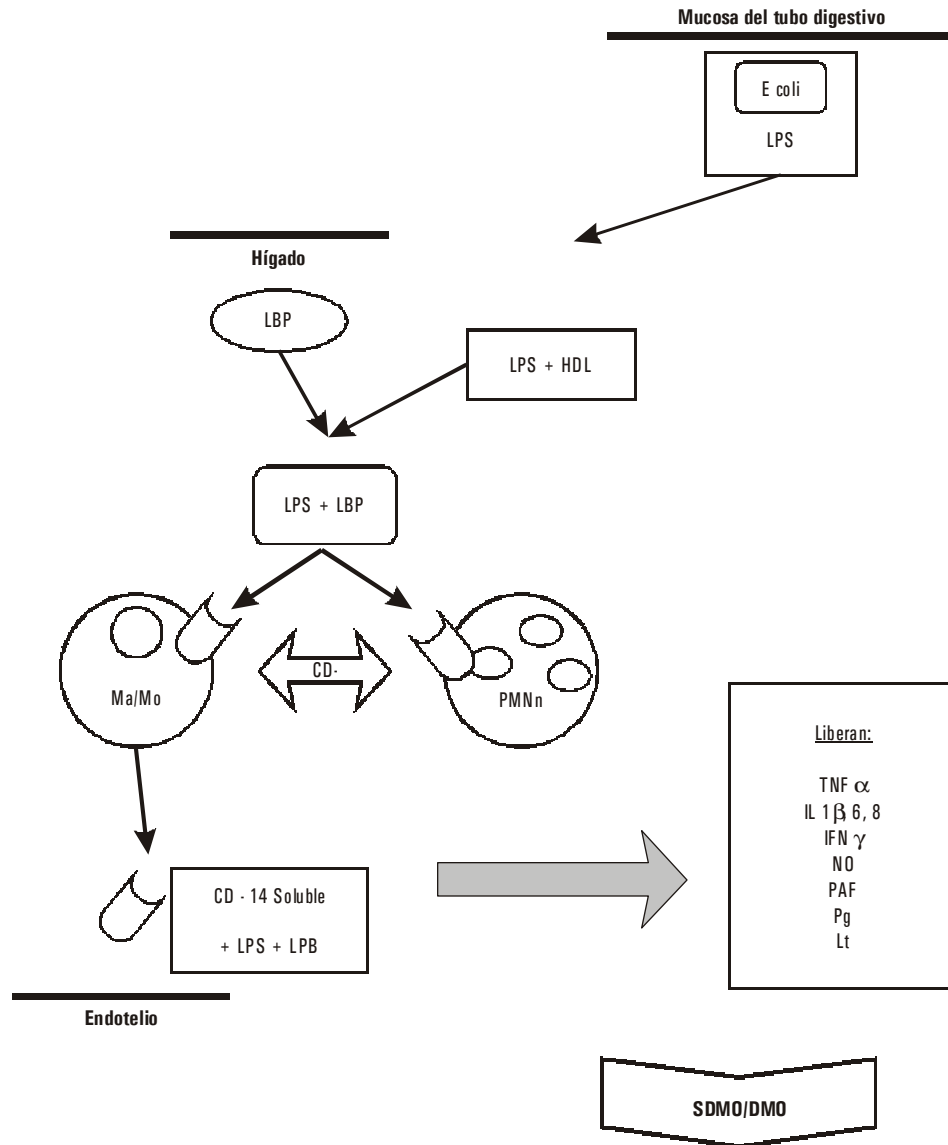 Mucosa del tubo digestivo
E coli
LPS
Hígado
LBP
LPS + HDL
LPS + LBP
Ma/Mo
CD-
PMNn
Liberan:
TNF α
IL 1β, 6, 8
IFN γ
NO
PAF
Pg
Lt
CD - 14 Soluble
+ LPS + LPB
Endotelio
SDMO/DMO